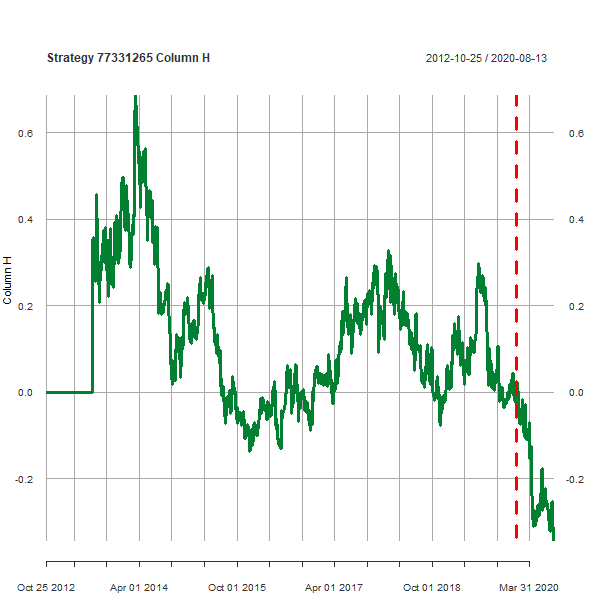 Strategy 77331265 Column H
2012-10-25 / 2020-08-13
Column H
0.6
0.4
0.2
0.0
-0.2
0.6
0.4
0.2
0.0
-0.2
Oct 25 2012
Apr 01 2014
Oct 01 2015
Apr 01 2017
Oct 01 2018
Mar 31 2020